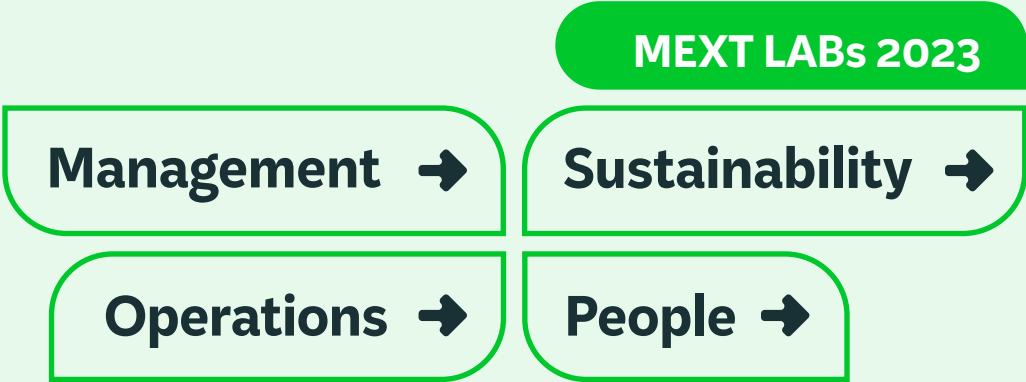 MEXT LABs 2023
Management
Sustainability
Operations
People